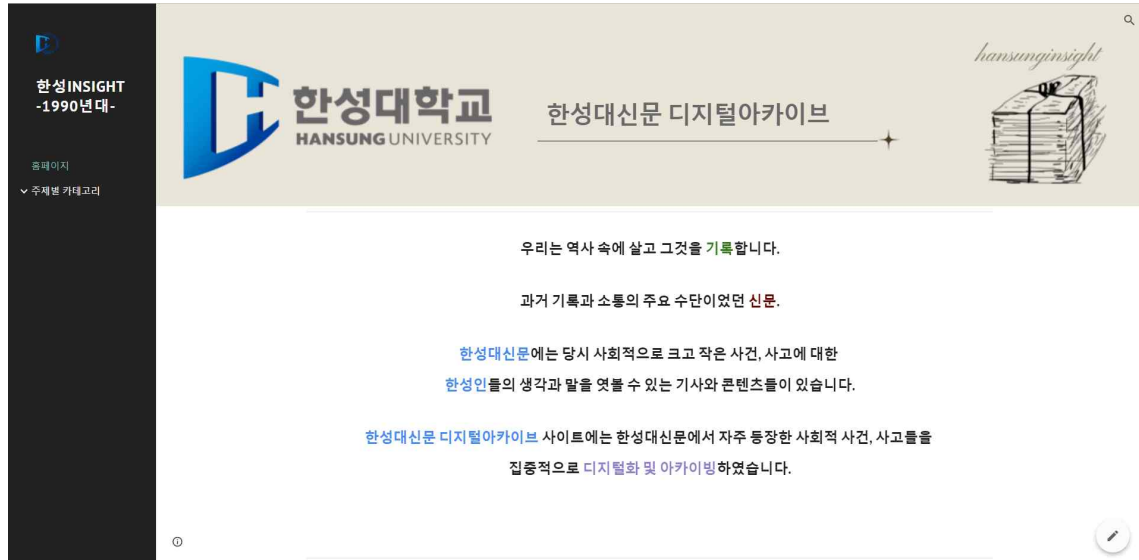 한성INSIGHT
-1990년대-
홈페이지
주제별 카테고리
한성대학교
HANSUNG UNIVERSITY
한성대신문 디지털아카이브
hansunginsight
우리는 역사 속에 살고 그것을 기록합니다.
과거 기록과 소통의 주요 수단이었던 신문.
한성대신문에는 당시 사회적으로 크고 작은 사건, 사고에 대한
한성인들의 생각과 말을 엿볼 수 있는 기사와 콘텐츠들이 있습니다.
한성대신문 디지털아카이브 사이트에는 한성대신문에서 자주 등장한 사회적 사건, 사고들을
집중적으로 디지털화 및 아카이빙하였습니다.